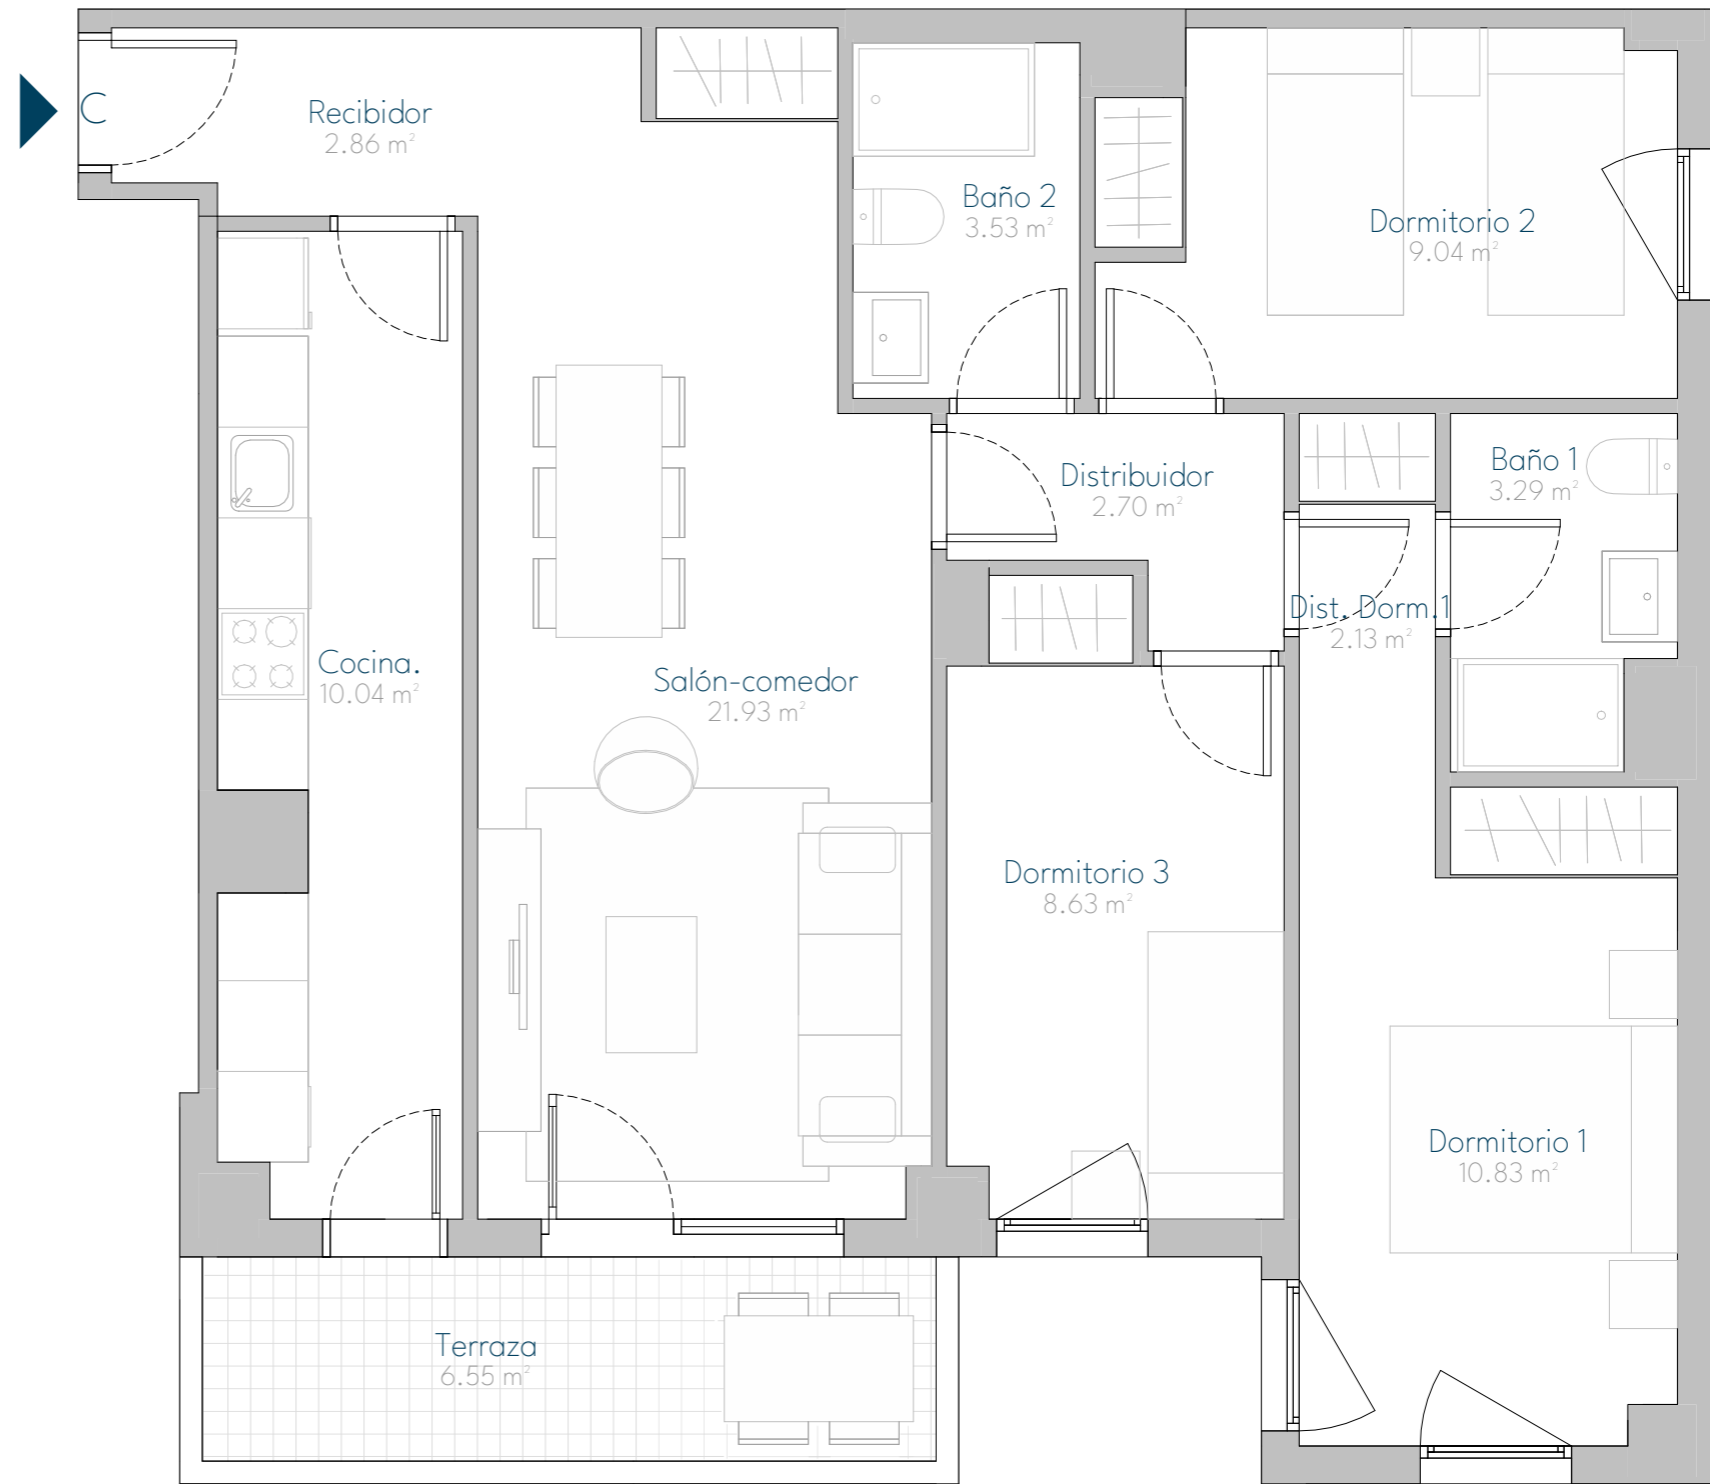 C
Recibidor
2.86 m²
Baño 2
3.53 m²
Dormitorio 2
9.04 m²
Distribuidor
2.70 m²
Baño 1
3.29 m²
Dist. Dorm.1
2.13 m²
Cocina.
10.04 m²
Salón-comedor
21.93 m²
Dormitorio 3
8.63 m²
Dormitorio 1
10.83 m²
Terraza
6.55 m²